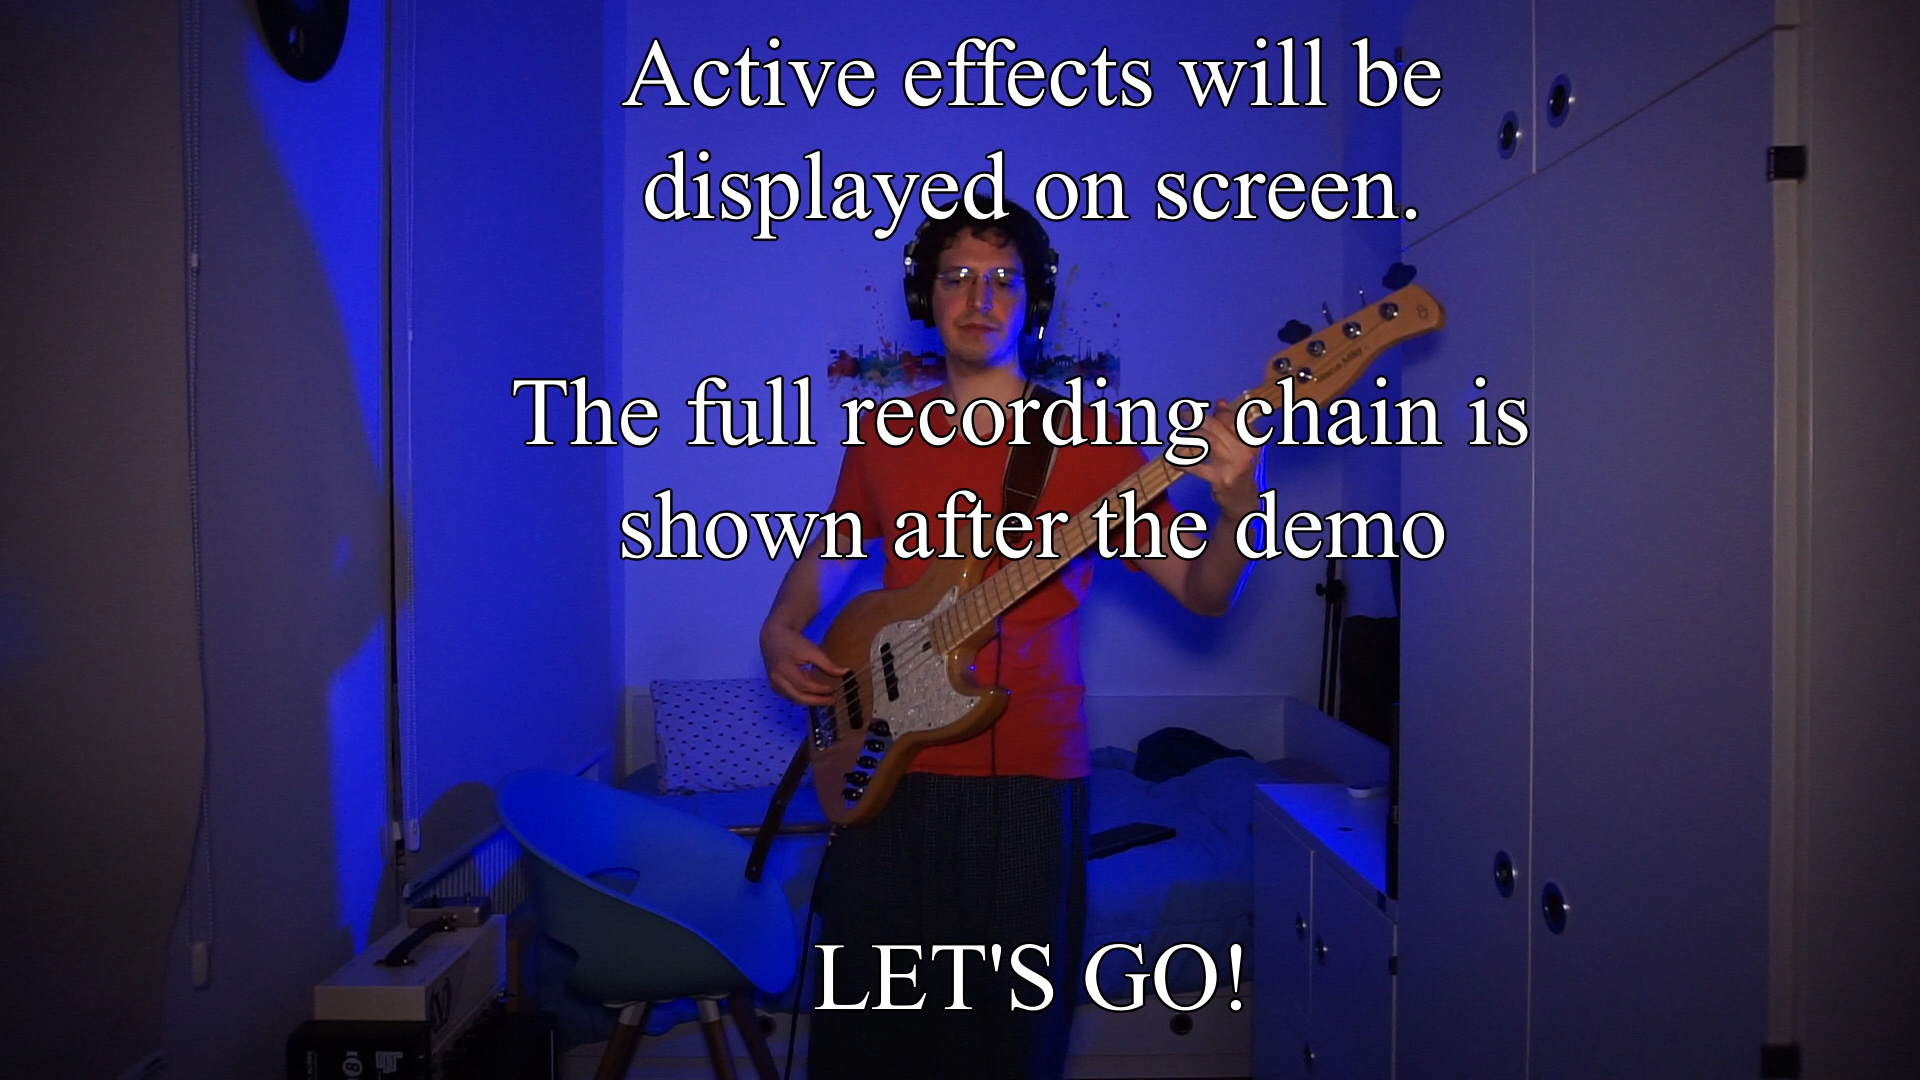 Active effects will be
displayed on screen.
The full recording chain is
shown after the demo
LET'S GO!